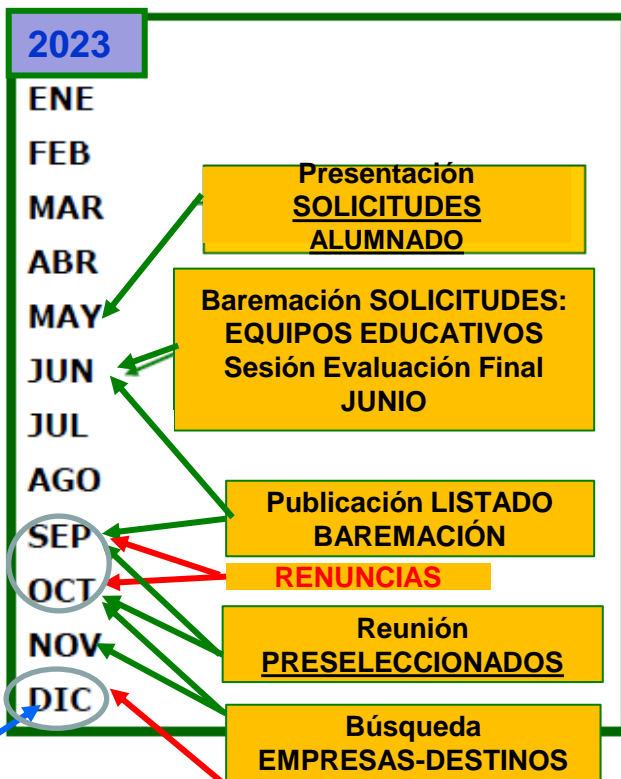 2023
ENE
FEB
MAR
ABR
MAY
JUN
JUL
AGO
SEP
OCT
NOV
DIC
Presentación
SOLICITUDES
ALUMNADO
Baremación SOLICITUDES:
EQUIPOS EDUCATIVOS
Sesión Evaluación Final
JUNIO
Publicación LISTADO
BAREMACIÓN
RENUNCIAS
Reunión
PRESELECCIONADOS
Búsqueda
EMPRESAS-DESTINOS